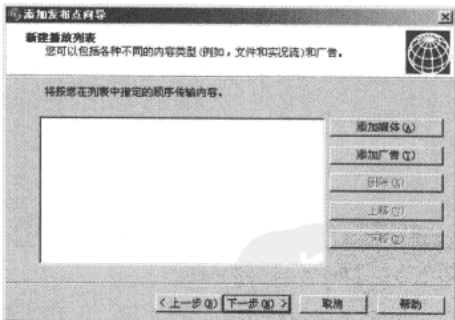 添加发布点向导
新建播放列表
您可以包括各种不同的内容类型(例如，文件和实况流)和广告。
将按您在列表中指定的顺序传输内容。
添加媒体(A)
添加广告(T)
删除(R)
上移(U)
下移(D)
< 上一步(B) 下一步(N) > 取消 帮助